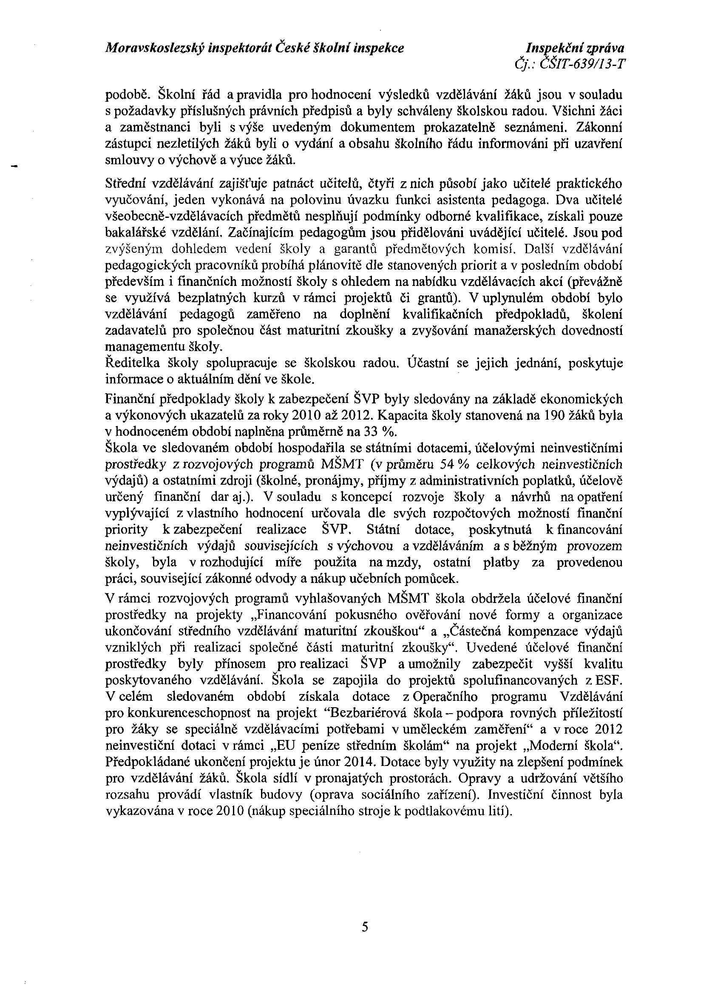 Moravskoslezský inspektorát České školní inspekce Inspekční zpráva
Čj.: ČŠIT-639/13-T
podobě. Školní řád a pravidla pro hodnocení výsledků vzdělávání žáků jsou v souladu
s požadavky příslušných právních předpisů a byly schváleny školskou radou. Všichni žáci
a zaměstnanci byli s výše uvedeným dokumentem prokazatelně seznámeni. Zákonní
zástupci nezletilých žáků byli o vydání a obsahu školního řádu informováni při uzavření
smlouvy o výchově a výuce žáků.
Střední vzdělávání zajišťuje patnáct učitelů, čtyři z nich působí jako učitelé praktického
vyučování, jeden vykonává na polovinu úvazku funkci asistenta pedagoga. Dva učitelé
všeobecně-vzdělávacích předmětů nesplňují podmínky odborné kvalifikace, získali pouze
bakalářské vzdělání. Začínajícím pedagogům jsou přidělováni uvádějící učitelé. Jsou pod
zvýšeným dohledem vedení školy a garantů předmětových komisí. Další vzdělávání
pedagogických pracovníků probíhá plánovitě dle stanovených priorit a v posledním období
především i finančních možností školy s ohledem na nabídku vzdělávacích akcí (převážně
se využívá bezplatných kurzů v rámci projektů či grantů). V uplynulém období bylo
vzdělávání pedagogů zaměřeno na doplnění kvalifikačních předpokladů, školení
zadavatelů pro společnou část maturitní zkoušky a zvyšování manažerských dovedností
managementu školy.
Ředitelka školy spolupracuje se školskou radou. Účastní se jejich jednání, poskytuje
informace o aktuálním dění ve škole.
Finanční předpoklady školy k zabezpečení ŠVP byly sledovány na základě ekonomických
a výkonových ukazatelů za roky 2010 až 2012. Kapacita školy stanovená na 190 žáků byla
v hodnoceném období naplněna průměrně na 33 %.
Škola ve sledovaném období hospodařila se státními dotacemi, účelovými neinvestičními
prostředky z rozvojových programů MŠMT (v průměru 54 % celkových neinvestičních
výdajů) a ostatními zdroji (školné, pronájmy, příjmy z administrativních poplatků, účelově
určený finanční dar aj.). V souladu s koncepcí rozvoje školy a návrhů na opatření
vyplývající z vlastního hodnocení určovala dle svých rozpočtových možností finanční
priority k zabezpečení realizace ŠVP. Státní dotace, poskytnutá k financování
neinvestičních výdajů souvisejících s výchovou a vzděláváním a s běžným provozem
školy, byla v rozhodující míře použita na mzdy, ostatní platby za provedenou
práci, související zákonné odvody a nákup učebních pomůcek.
V rámci rozvojových programů vyhlašovaných MŠMT škola obdržela účelové finanční
prostředky na projekty „Financování pokusného ověřování nové formy a organizace
ukončování středního vzdělávání maturitní zkouškou“ a „Částečná kompenzace výdajů
vzniklých při realizaci společné části maturitní zkoušky“. Uvedené účelové finanční
prostředky byly přínosem pro realizaci ŠVP a umožnily zabezpečit vyšší kvalitu
poskytovaného vzdělávání. Škola se zapojila do projektů spolufinancovaných z ESF.
V celém sledovaném období získala dotace z Operačního programu Vzdělávání
pro konkurenceschopnost na projekt “Bezbariérová škola – podpora rovných příležitostí
pro žáky se speciálně vzdělávacími potřebami v uměleckém zaměření“ a v roce 2012
neinvestiční dotaci v rámci „EU peníze středním školám“ na projekt „Moderní škola“.
Předpokládané ukončení projektu je únor 2014. Dotace byly využity na zlepšení podmínek
pro vzdělávání žáků. Škola sídlí v pronajatých prostorách. Opravy a udržování většího
rozsahu provádí vlastník budovy (oprava sociálního zařízení). Investiční činnost byla
vykazována v roce 2010 (nákup speciálního stroje k podtlakovému lití).
5